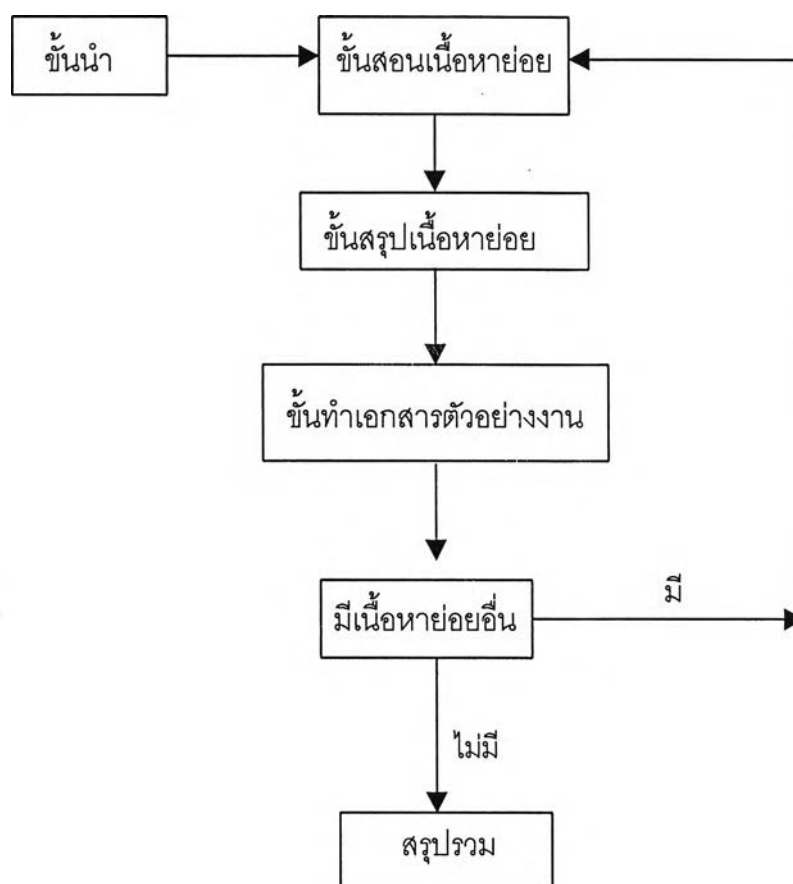 ขั้นนำ
ขั้นสอนเนื้อหาย่อย
ขั้นสรุปเนื้อหาย่อย
ขั้นทำเอกสารตัวอย่างงาน
มีเนื้อหาย่อยอื่น
มี
ไม่มี
สรุปรวม